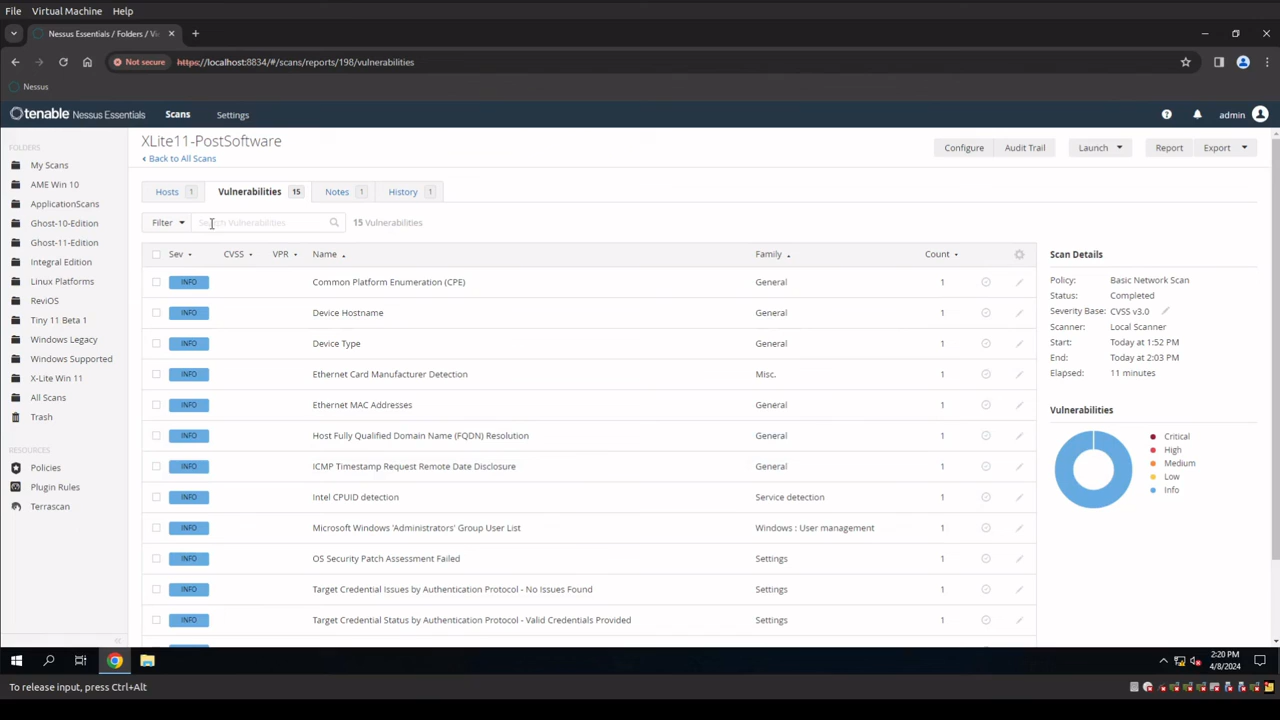 File Virtual Machine Help
Nessus Essentials / Folders / Vi
Not secure https://localhost:8834/#/scans/reports/198/vulnerabilities
Nessus
tenable Nessus Essentials Scans Settings admin
FOLDERS
My Scans
AME Win 10
ApplicationScans
Ghost-10-Edition
Ghost-11-Edition
Integral Edition
Linux Platforms
ReviOS
Tiny 11 Beta 1
Windows Legacy
Windows Supported
X-Lite Win 11
All Scans
Trash
RESOURCES
Policies
Plugin Rules
Terrascan
XLite11-PostSoftware
Back to All Scans
Configure Audit Trail Launch Report Export
Hosts 1 Vulnerabilities 15 Notes 1 History 1
Filter Search Vulnerabilities 15 Vulnerabilities
Sev CVSS VPR Name Family Count
INFO Common Platform Enumeration (CPE) General 1
INFO Device Hostname General 1
INFO Device Type General 1
INFO Ethernet Card Manufacturer Detection Misc. 1
INFO Ethernet MAC Addresses General 1
INFO Host Fully Qualified Domain Name (FQDN) Resolution General 1
INFO ICMP Timestamp Request Remote Date Disclosure General 1
INFO Intel CPUID detection Service detection 1
INFO Microsoft Windows 'Administrators' Group User List Windows : User management 1
INFO OS Security Patch Assessment Failed Settings 1
INFO Target Credential Issues by Authentication Protocol - No Issues Found Settings 1
INFO Target Credential Status by Authentication Protocol - Valid Credentials Provided Settings 1
Scan Details
Policy: Basic Network Scan
Status: Completed
Severity Base: CVSS v3.0
Scanner: Local Scanner
Start: Today at 1:52 PM
End: Today at 2:03 PM
Elapsed: 11 minutes
Vulnerabilities
Critical
High
Medium
Low
Info
2:20 PM
4/8/2024
To release input, press Ctrl+Alt